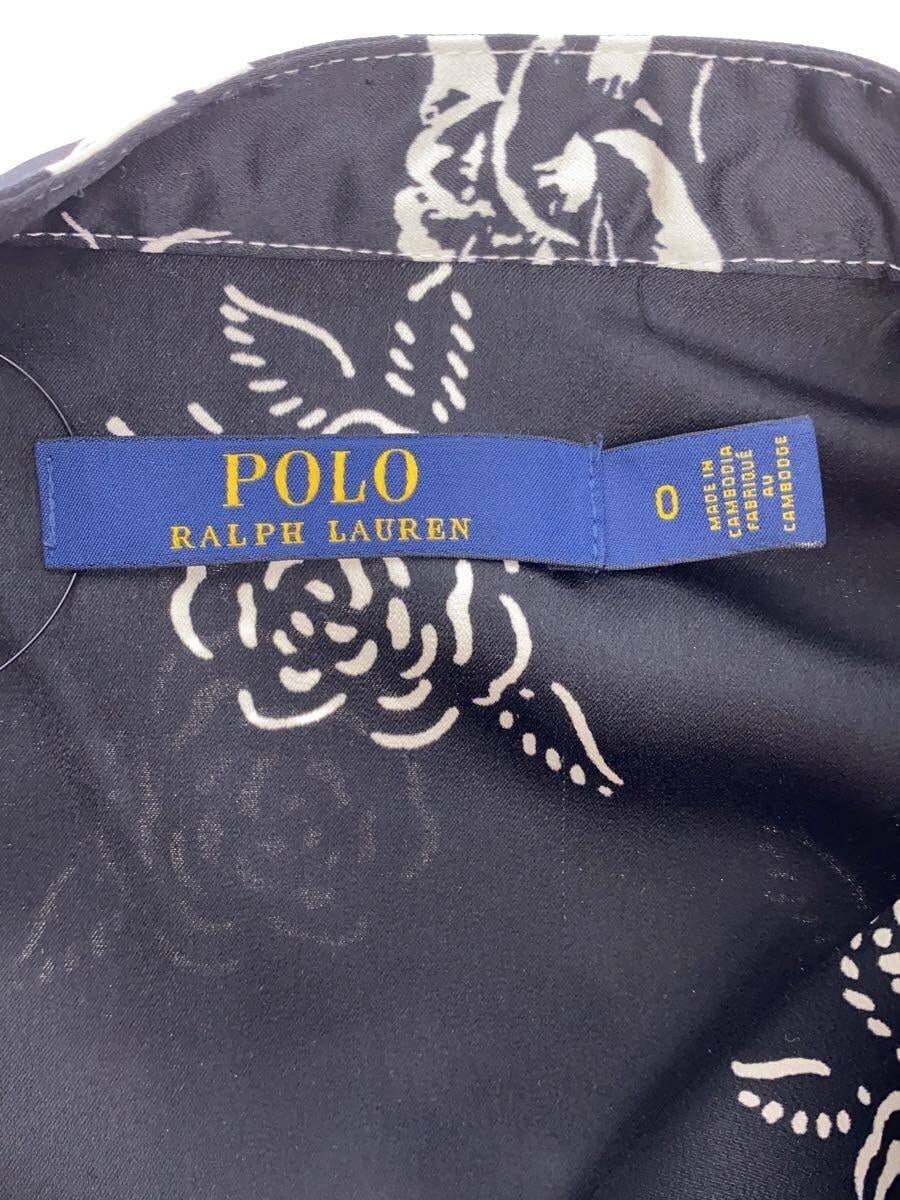 POLO
RALPH LAUREN
0
MADE IN
CAMBODIA
FABRIQUÉ
AU
CAMBODGE